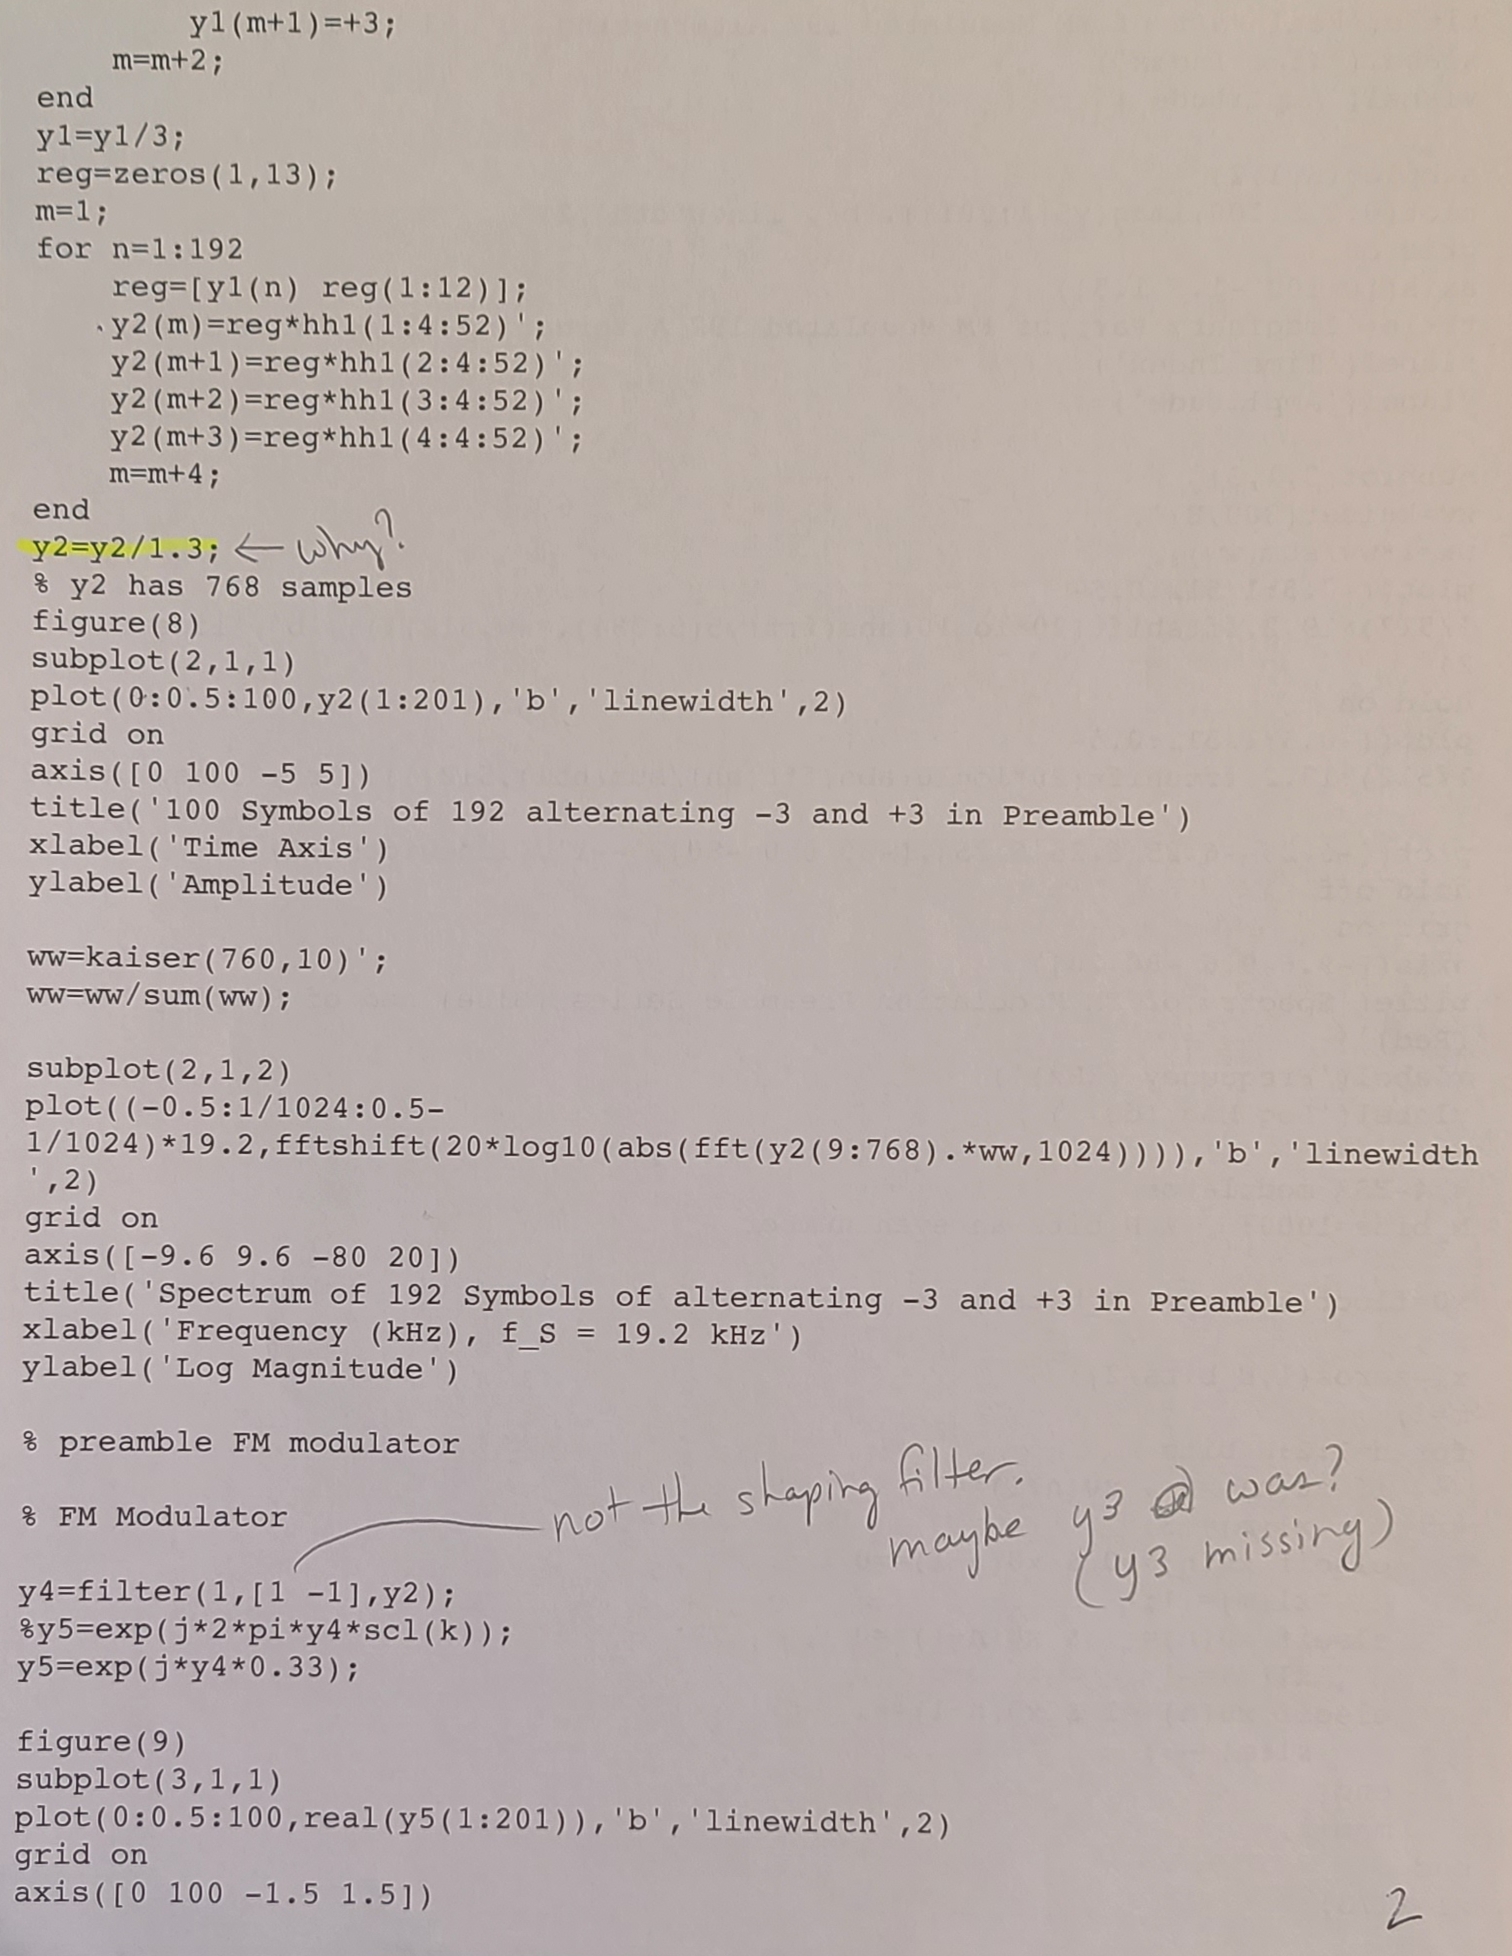 y1(m+1)=+3;
m=m+2;
end
y1=y1/3;
reg=zeros(1,13);
m=1;
for n=1:192
reg=[y1(n) reg(1:12)];
y2(m)=reg*hh1(1:4:52)';
y2(m+1)=reg*hh1(2:4:52)';
y2(m+2)=reg*hh1(3:4:52)';
y2(m+3)=reg*hh1(4:4:52)';
m=m+4;
end
y2=y2/1.3; ← why?
% y2 has 768 samples
figure(8)
subplot(2,1,1)
plot(0:0.5:100,y2(1:201),'b','linewidth',2)
grid on
axis([0 100 -5 5])
title('100 Symbols of 192 alternating -3 and +3 in Preamble')
xlabel('Time Axis')
ylabel('Amplitude')
ww=kaiser(760,10)';
ww=ww/sum(ww);
subplot(2,1,2)
plot((-0.5:1/1024:0.5-
1/1024)*19.2,fftshift(20*log10(abs(fft(y2(9:768).*ww,1024)))),'b','linewidth
',2)
grid on
axis([-9.6 9.6 -80 20])
title('Spectrum of 192 Symbols of alternating -3 and +3 in Preamble')
xlabel('Frequency (kHz), f_S = 19.2 kHz')
ylabel('Log Magnitude')
% preamble FM modulator
% FM Modulator
not the shaping filter.
maybe y3 was?
(y3 missing)
y4=filter(1,[1 -1],y2);
%y5=exp(j*2*pi*y4*scl(k));
y5=exp(j*y4*0.33);
figure(9)
subplot(3,1,1)
plot(0:0.5:100,real(y5(1:201)),'b','linewidth',2)
grid on
axis([0 100 -1.5 1.5])
2